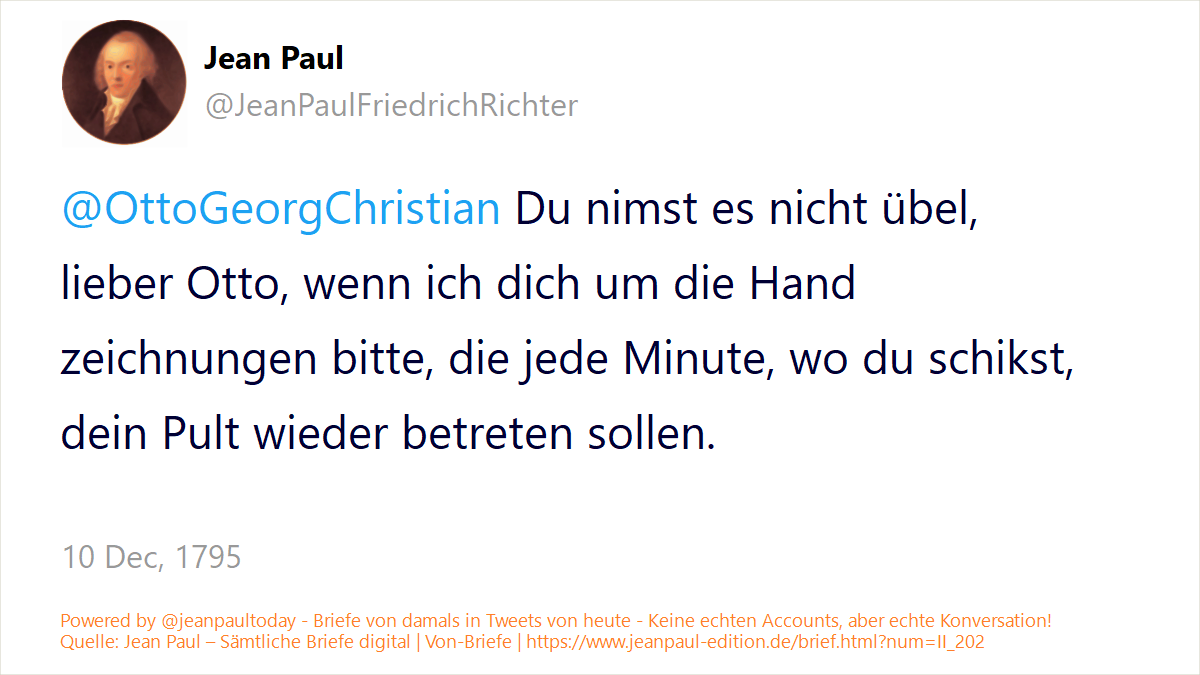 Jean Paul
@JeanPaulFriedrichRichter
@OttoGeorgChristian Du nimst es nicht übel,
lieber Otto, wenn ich dich um die Hand
zeichnungen bitte, die jede Minute, wo du schikst,
dein Pult wieder betreten sollen.
10 Dec, 1795
Powered by @jeanpaultoday - Briefe von damals in Tweets von heute - Keine echten Accounts, aber echte Konversation!
Quelle: Jean Paul – Sämtliche Briefe digital | Von-Briefe | https://www.jeanpaul-edition.de/brief.html?num=II_202